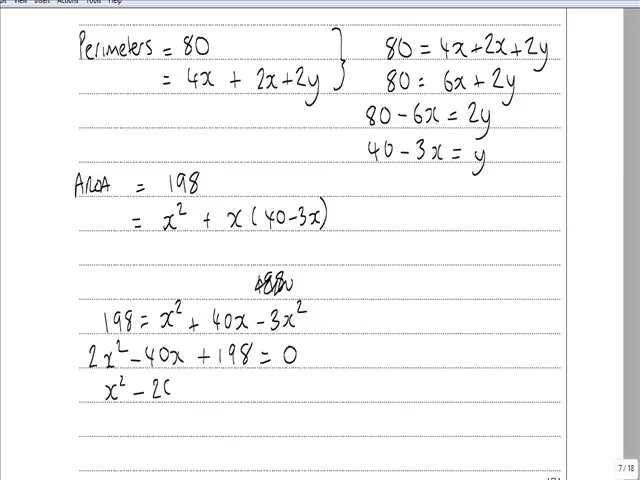 Perimeters = 80
= 4x + 2x+2y
80 = 4x+2x+2y
80 = 6x+2y
80-6x = 2y
40-3x = y
Area = 198
= x² + x(40-3x)
198 = x² + 40x - 3x²
2x² - 40x + 198 = 0
x² - 20
7 / 18